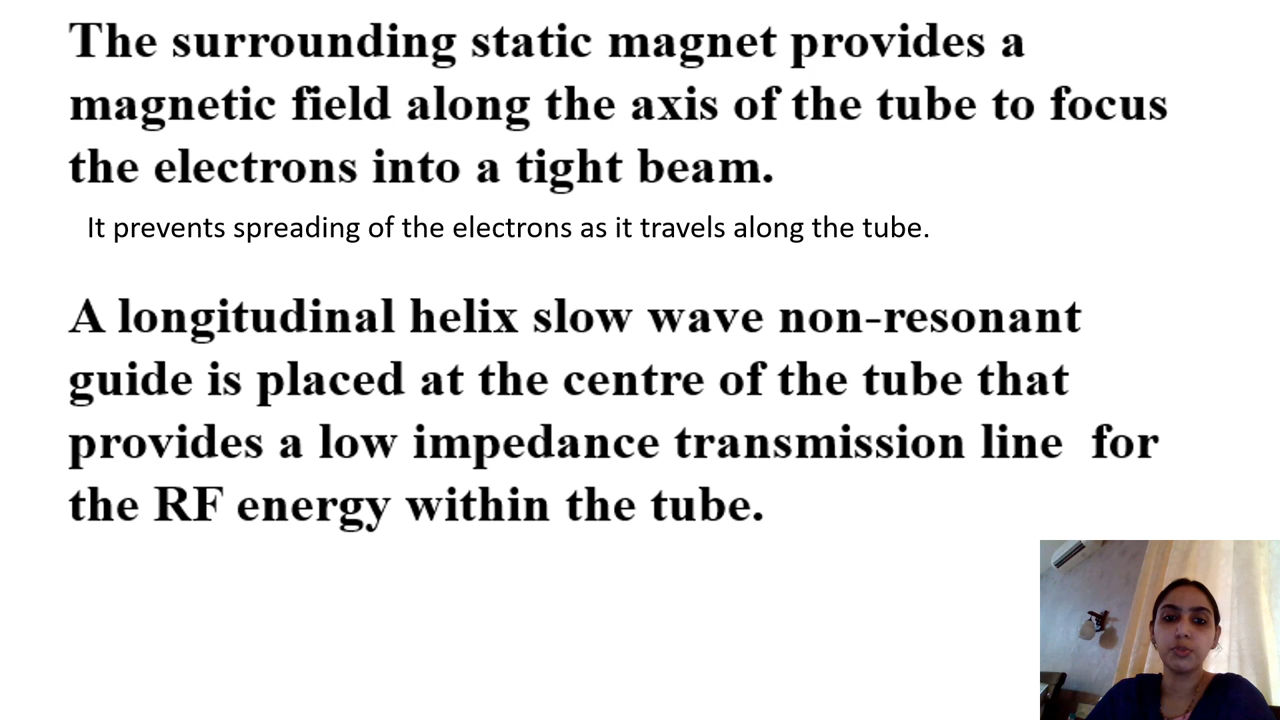 The surrounding static magnet provides a
magnetic field along the axis of the tube to focus
the electrons into a tight beam.
It prevents spreading of the electrons as it travels along the tube.
A longitudinal helix slow wave non-resonant
guide is placed at the centre of the tube that
provides a low impedance transmission line  for
the RF energy within the tube.